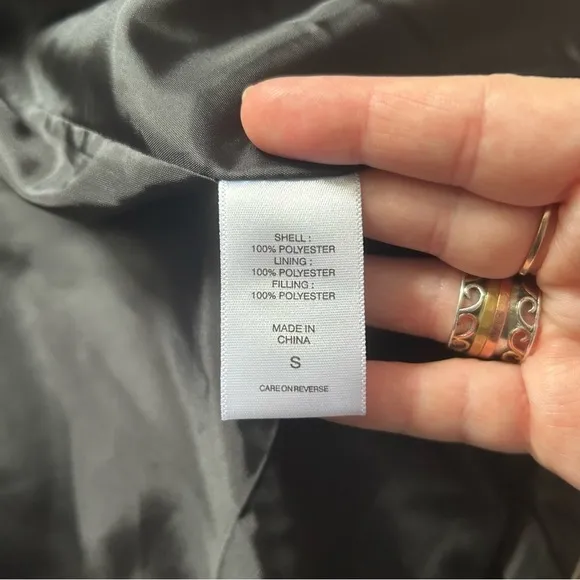 SHELL :
100% POLYESTER
LINING :
100% POLYESTER
FILLING :
100% POLYESTER
MADE IN
CHINA
S
CARE ON REVERSE